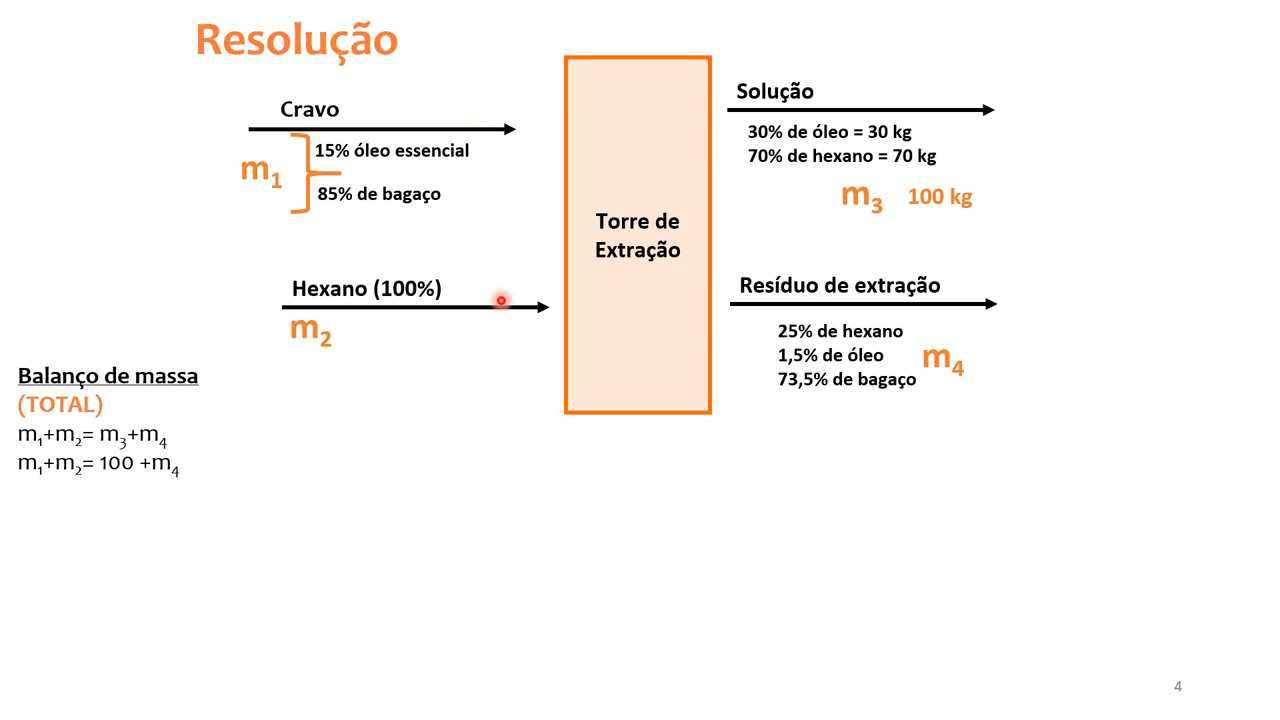 Resolução
Cravo
m₁
15% óleo essencial
85% de bagaço
Hexano (100%)
m₂
Torre de
Extração
Solução
30% de óleo = 30 kg
70% de hexano = 70 kg
m₃ 100 kg
Resíduo de extração
25% de hexano
1,5% de óleo
73,5% de bagaço
m₄
Balanço de massa
(TOTAL)
m₁+m₂= m₃+m₄
m₁+m₂= 100 +m₄
4